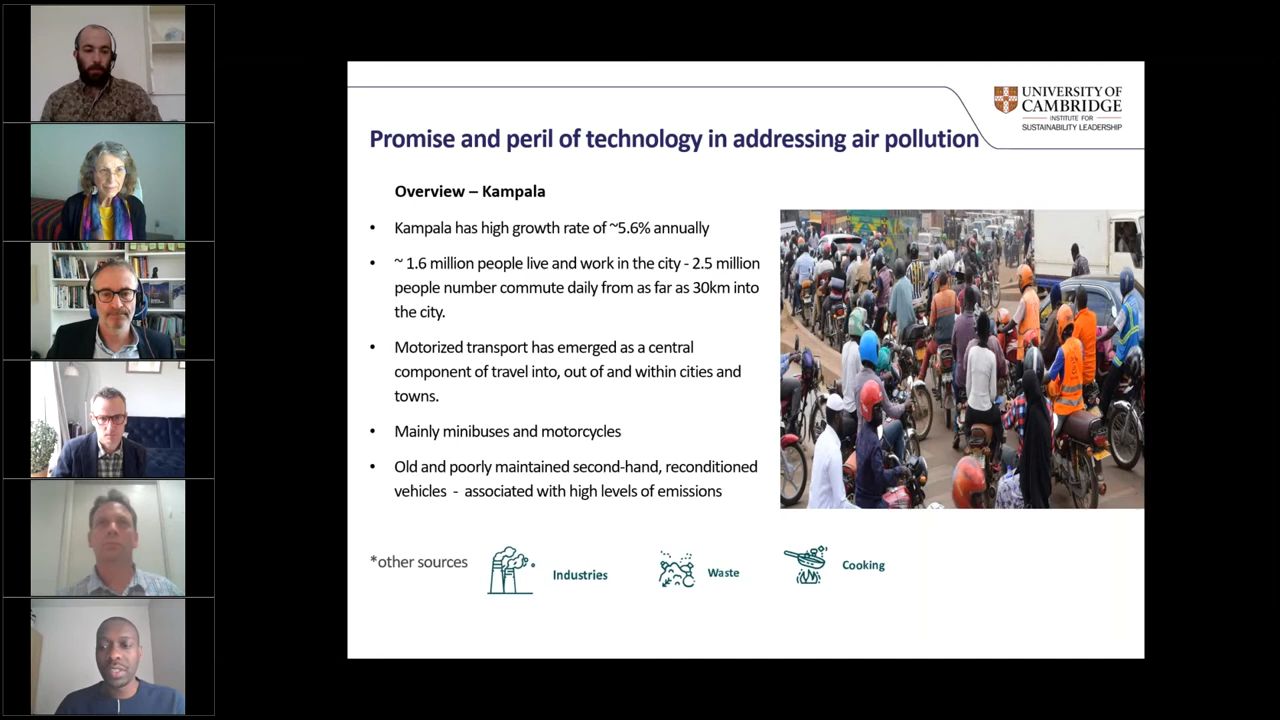 UNIVERSITY OF
CAMBRIDGE
INSTITUTE FOR
SUSTAINABILITY LEADERSHIP
Promise and peril of technology in addressing air pollution
Overview – Kampala
• Kampala has high growth rate of ~5.6% annually
• ~ 1.6 million people live and work in the city - 2.5 million
people number commute daily from as far as 30km into
the city.
• Motorized transport has emerged as a central
component of travel into, out of and within cities and
towns.
• Mainly minibuses and motorcycles
• Old and poorly maintained second-hand, reconditioned
vehicles - associated with high levels of emissions
*other sources
Industries
Waste
Cooking